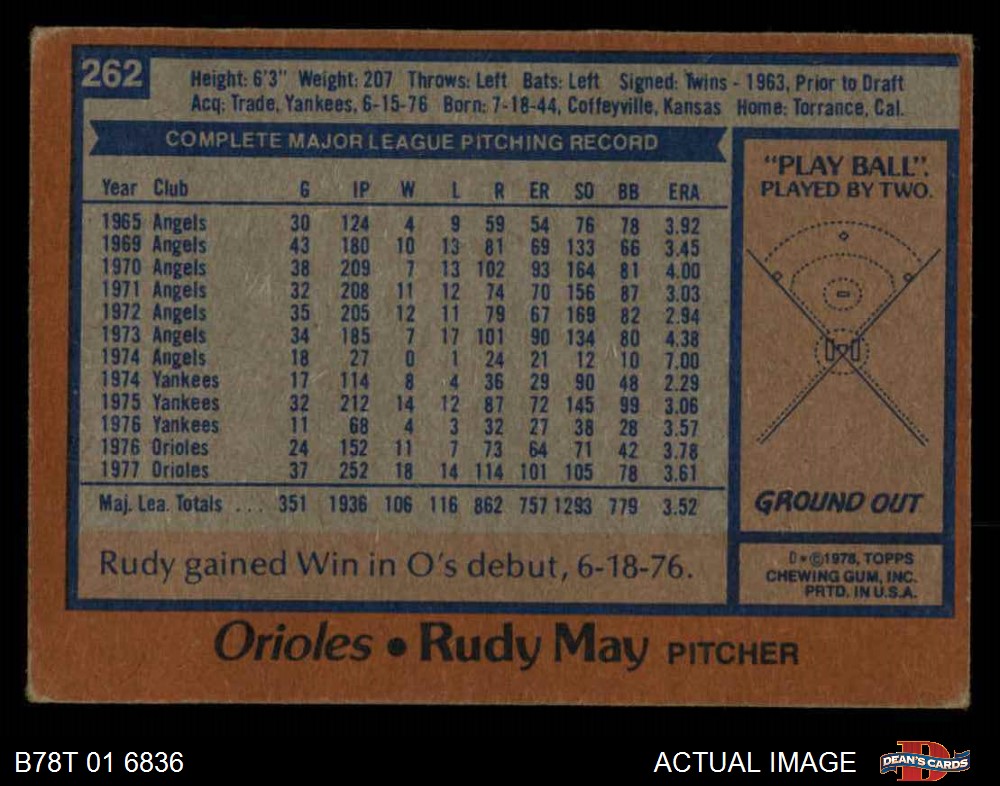 262
Height: 6'3" Weight: 207 Throws: Left Bats: Left Signed: Twins - 1963, Prior to Draft
Acq: Trade, Yankees, 6-15-76 Born: 7-18-44, Coffeyville, Kansas Home: Torrance, Cal.
COMPLETE MAJOR LEAGUE PITCHING RECORD
Year Club G IP W L R ER SO BB ERA
1965 Angels 30 124 4 9 59 54 76 78 3.92
1969 Angels 43 180 10 13 81 69 133 66 3.45
1970 Angels 38 209 7 13 102 93 164 81 4.00
1971 Angels 32 208 11 12 74 70 156 87 3.03
1972 Angels 35 205 12 11 79 67 169 82 2.94
1973 Angels 34 185 7 17 101 90 134 80 4.38
1974 Angels 18 27 0 1 24 21 12 10 7.00
1974 Yankees 17 114 8 4 36 29 90 48 2.29
1975 Yankees 32 212 14 12 87 72 145 99 3.06
1976 Yankees 11 68 4 3 32 27 38 28 3.57
1976 Orioles 24 152 11 7 73 64 71 42 3.78
1977 Orioles 37 252 18 14 114 101 105 78 3.61
Maj. Lea. Totals ... 351 1936 106 116 862 757 1293 779 3.52
Rudy gained Win in O's debut, 6-18-76.
"PLAY BALL".
PLAYED BY TWO.
GROUND OUT
D*©1978, TOPPS
CHEWING GUM, INC.
PRTD. IN U.S.A.
Orioles • Rudy May PITCHER
B78T 01 6836
ACTUAL IMAGE
D
DEAN'S CARDS